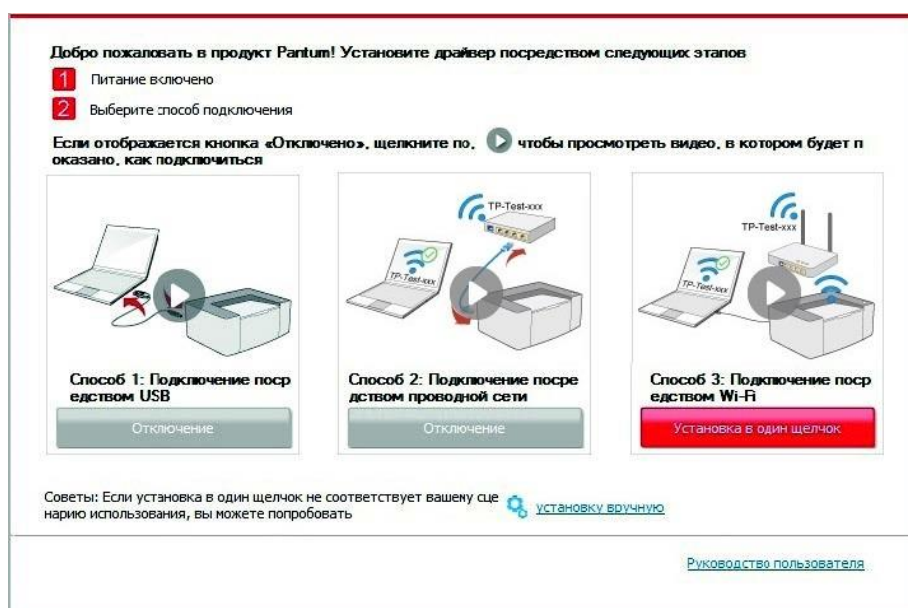 Добро пожаловать в продукт Pantum! Установите драйвер посредством следующих этапов
1 Питание включено
2 Выберите способ подключения
Если отображается кнопка «Отключено», щелкните по, чтобы просмотреть видео, в котором будет п
оказано, как подключиться
TP-Test-xxx
TP-Test-xxx
TP-Test-xxx
TP-Test-xxx
Способ 1: Подключение поср
едством USB
Отключение
Способ 2: Подключение посре
дством проводной сети
Отключение
Способ 3: Подключение поср
едством Wi-Fi
Установка в один щелчок
Советы: Если установка в один щелчок не соответствует вашему сце
нарию использования, вы можете попробовать
установку вручную
Руководство пользователя